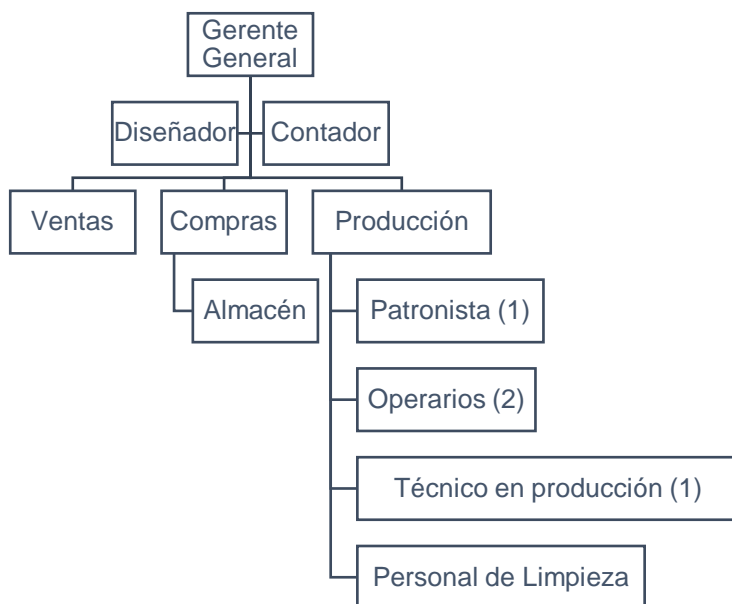 Gerente
General
Diseñador
Contador
Ventas
Compras
Producción
Almacén
Patronista (1)
Operarios (2)
Técnico en producción (1)
Personal de Limpieza